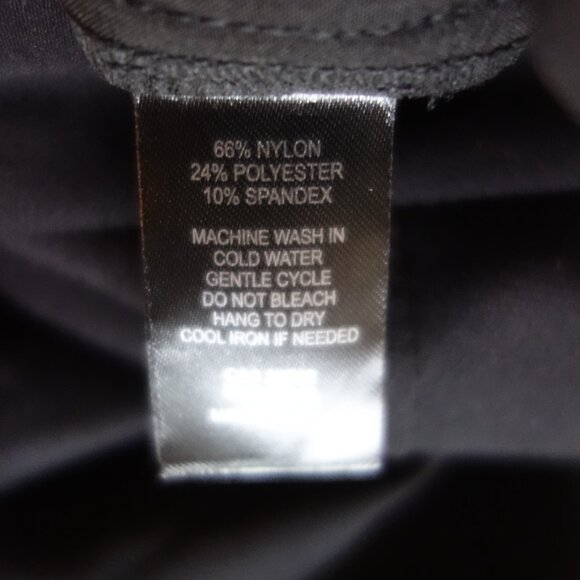 66% NYLON
24% POLYESTER
10% SPANDEX
MACHINE WASH IN
COLD WATER
GENTLE CYCLE
DO NOT BLEACH
HANG TO DRY
COOL IRON IF NEEDED